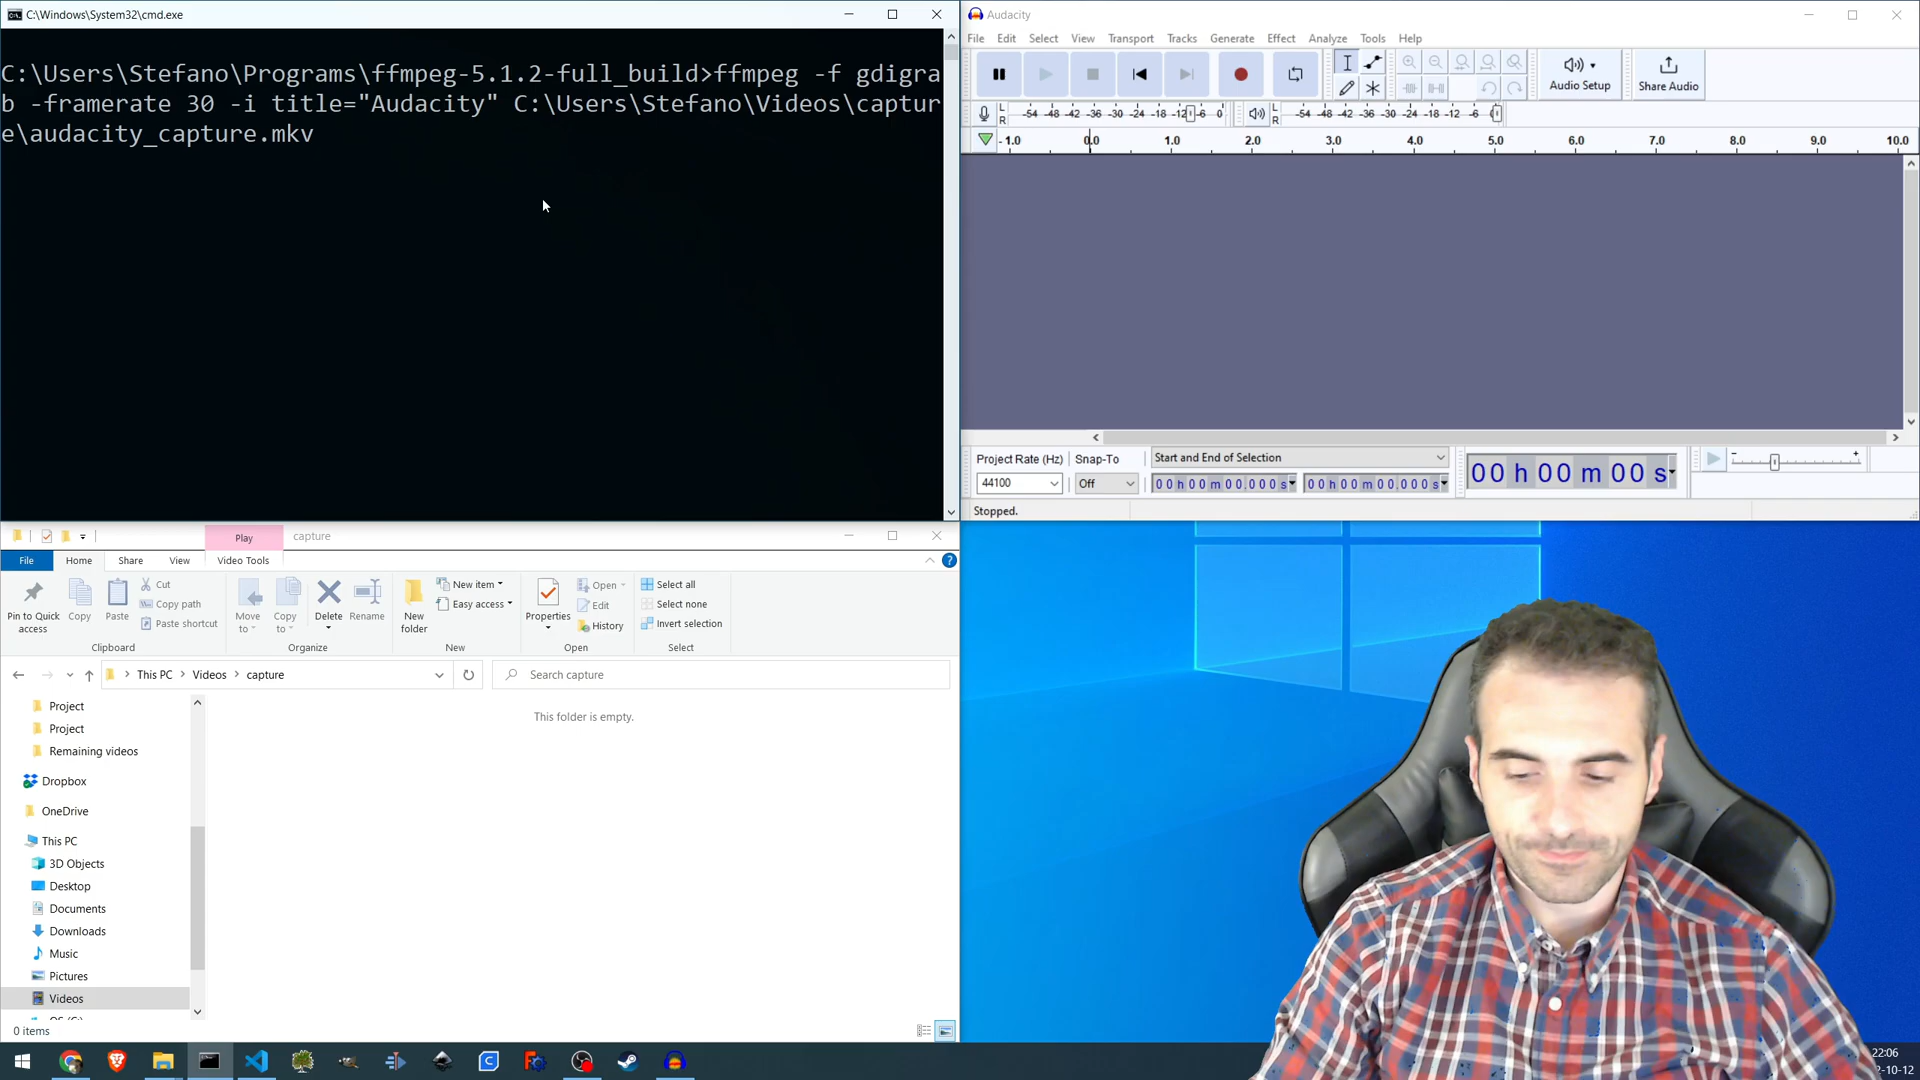 C:\Windows\System32\cmd.exe
C:\Users\Stefano\Programs\ffmpeg-5.1.2-full_build>ffmpeg -f gdigra
b -framerate 30 -i title="Audacity" C:\Users\Stefano\Videos\captur
e\audacity_capture.mkv
Audacity
File Edit Select View Transport Tracks Generate Effect Analyze Tools Help
Audio Setup
Share Audio
L -54 -48 -42 -36 -30 -24 -18 -12 -6 0
R
L -54 -48 -42 -36 -30 -24 -18 -12 -6 0
R
-1.0 0.0 1.0 2.0 3.0 4.0 5.0 6.0 7.0 8.0 9.0 10.0
Project Rate (Hz) Snap-To Start and End of Selection
44100 Off 00 h 00 m 00.000 s 00 h 00 m 00.000 s
00 h 00 m 00 s
Stopped.
Play capture
File Home Share View Video Tools
Pin to Quick access
Copy
Paste
Cut
Copy path
Paste shortcut
Clipboard
Move to
Copy to
Delete
Rename
Organize
New folder
New item
Easy access
New
Properties
Open
Edit
History
Open
Select all
Select none
Invert selection
Select
This PC Videos capture
Search capture
Project
Project
Remaining videos
Dropbox
OneDrive
This PC
3D Objects
Desktop
Documents
Downloads
Music
Pictures
Videos
This folder is empty.
0 items
22:06
2-10-12